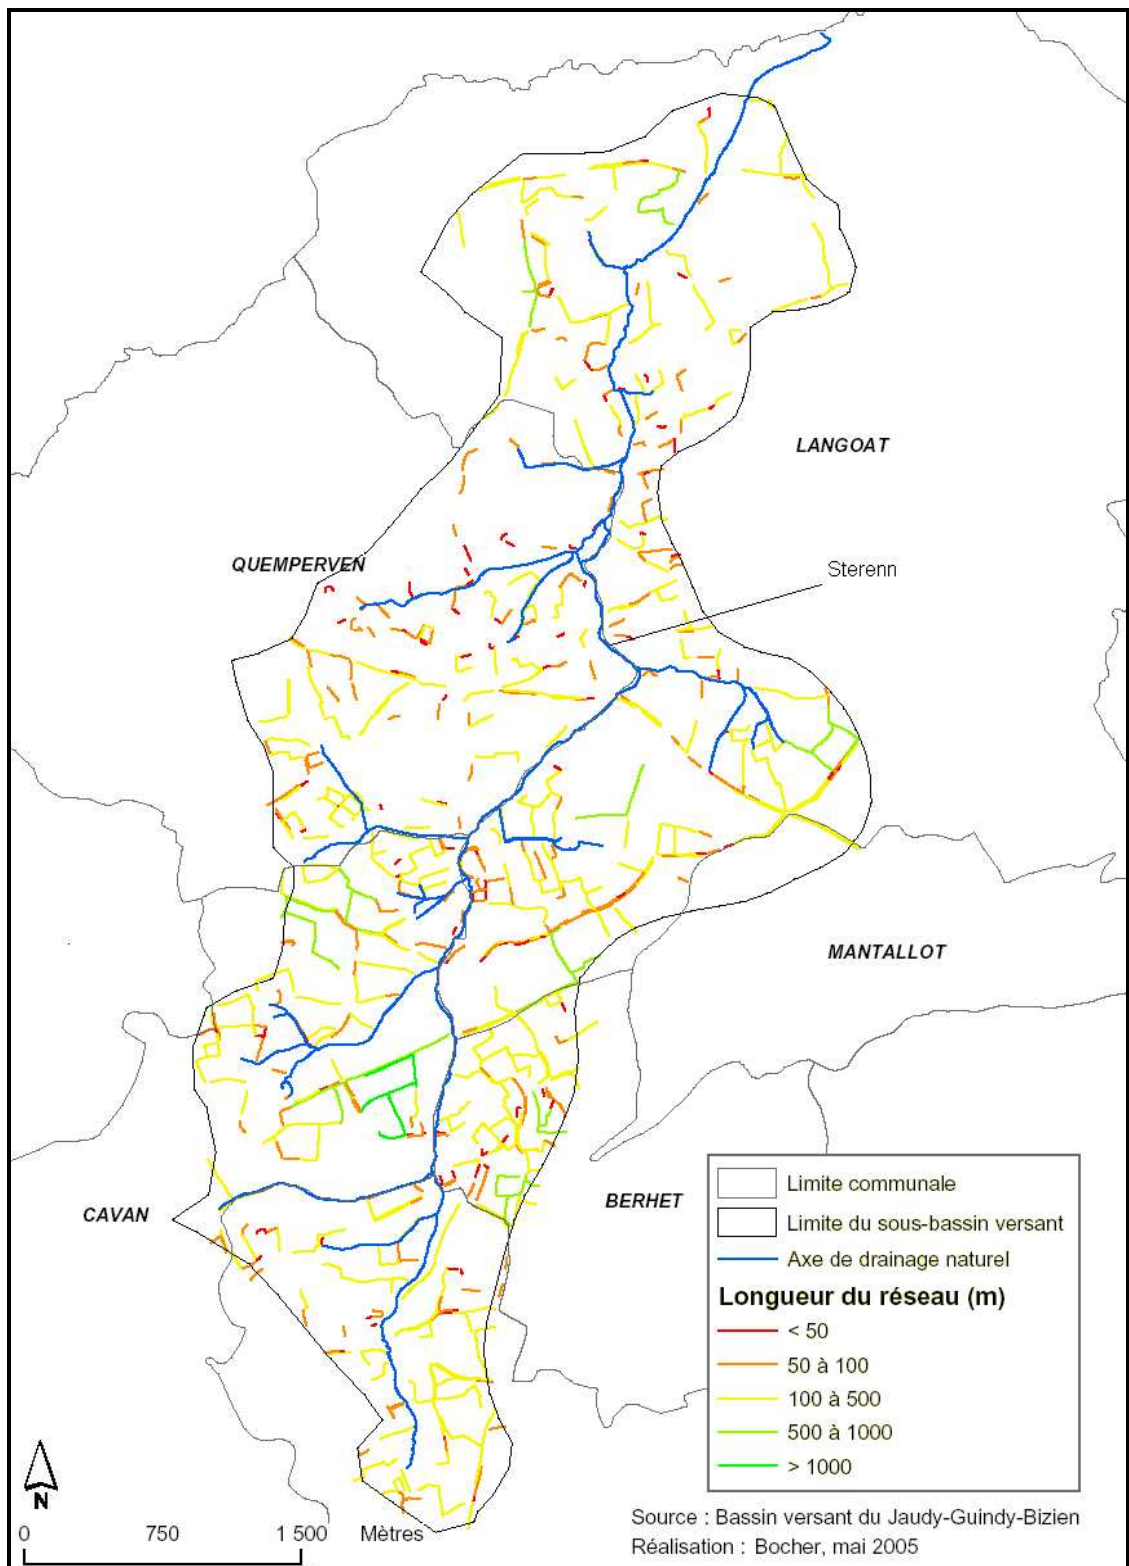 LANGOAT
QUEMPERVEN
Sterenn
MANTALLOT
CAVAN
BERHET
Limite communale
Limite du sous-bassin versant
Axe de drainage naturel
Longueur du réseau (m)
< 50
50 à 100
100 à 500
500 à 1000
> 1000
N
0 750 1 500 Mètres
Source : Bassin versant du Jaudy-Guindy-Bizien
Réalisation : Bocher, mai 2005